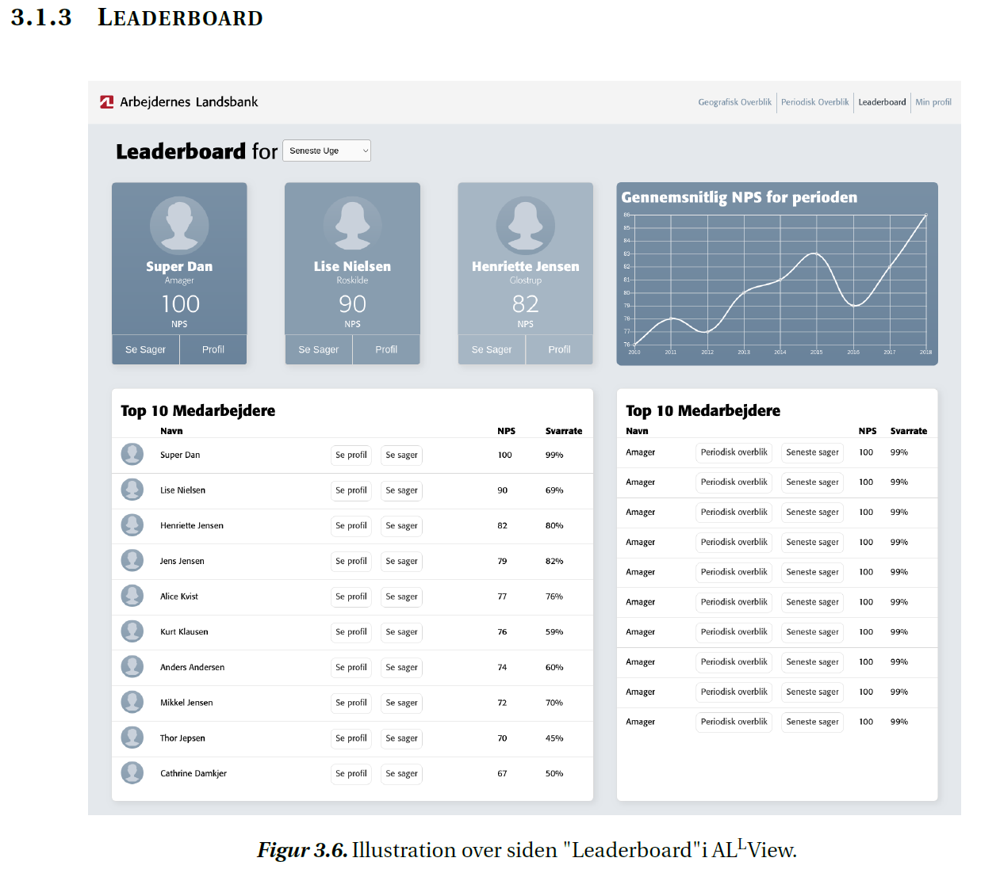 3.1.3 LEADERBOARD
Arbejdernes Landsbank
Geografisk Overblik Periodisk Overblik Leaderboard Min profil
Leaderboard for Seneste Uge
Super Dan
Amager
100
NPS
Se Sager Profil
Lise Nielsen
Roskilde
90
NPS
Se Sager Profil
Henriette Jensen
Glostrup
82
NPS
Se Sager Profil
Gennemsnitlig NPS for perioden
86
85
84
83
82
81
80
79
78
77
76
2010 2011 2012 2013 2014 2015 2016 2017 2018
Top 10 Medarbejdere
Navn NPS Svarrate
Super Dan Se profil Se sager 100 99%
Lise Nielsen Se profil Se sager 90 69%
Henriette Jensen Se profil Se sager 82 80%
Jens Jensen Se profil Se sager 79 82%
Alice Kvist Se profil Se sager 77 76%
Kurt Klausen Se profil Se sager 76 59%
Anders Andersen Se profil Se sager 74 60%
Mikkel Jensen Se profil Se sager 72 70%
Thor Jepsen Se profil Se sager 70 45%
Cathrine Damkjer Se profil Se sager 67 50%
Top 10 Medarbejdere
Navn NPS Svarrate
Amager Periodisk overblik Seneste sager 100 99%
Amager Periodisk overblik Seneste sager 100 99%
Amager Periodisk overblik Seneste sager 100 99%
Amager Periodisk overblik Seneste sager 100 99%
Amager Periodisk overblik Seneste sager 100 99%
Amager Periodisk overblik Seneste sager 100 99%
Amager Periodisk overblik Seneste sager 100 99%
Amager Periodisk overblik Seneste sager 100 99%
Amager Periodisk overblik Seneste sager 100 99%
Amager Periodisk overblik Seneste sager 100 99%
Figur 3.6. Illustration over siden "Leaderboard"i ALᴸView.